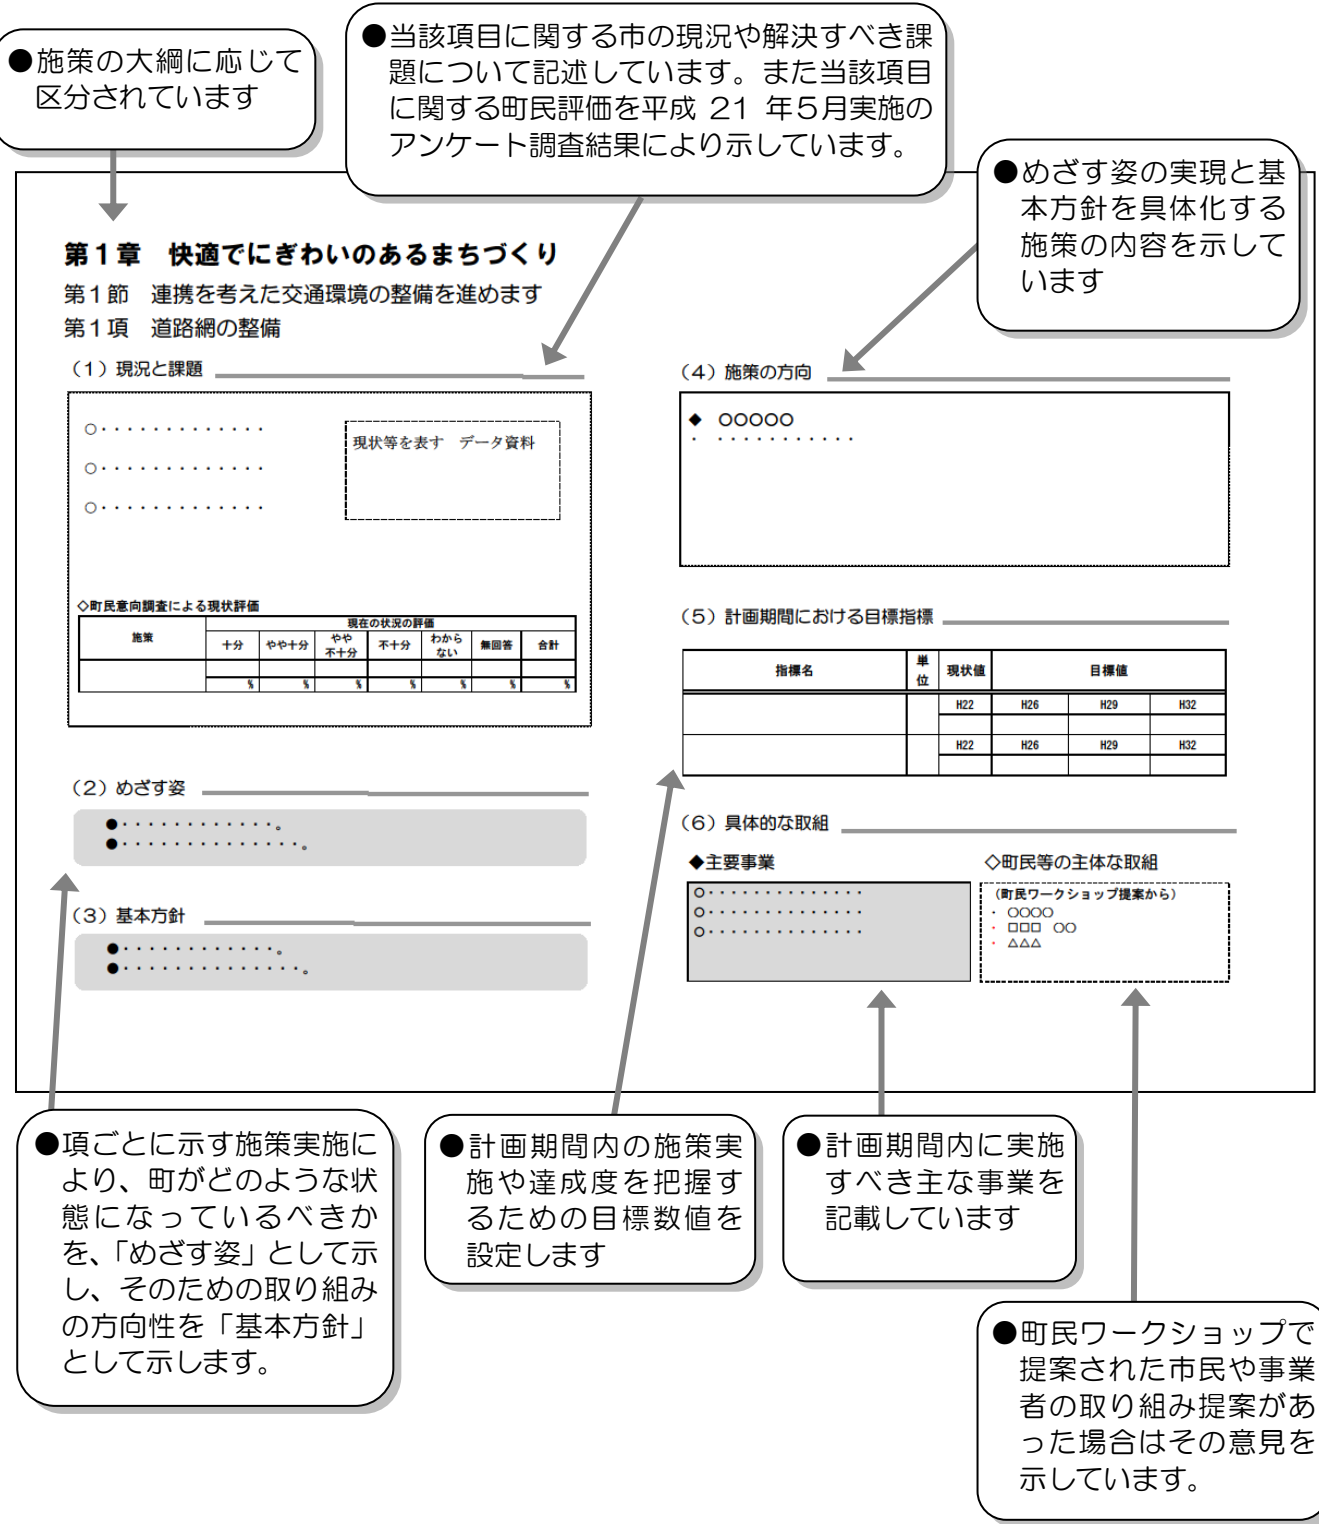 ●施策の大綱に応じて
区分されています
●当該項目に関する市の現況や解決すべき課
題について記述しています。また当該項目
に関する町民評価を平成 21 年5月実施の
アンケート調査結果により示しています。
●めざす姿の実現と基
本方針を具体化する
施策の内容を示して
います
第1章 快適でにぎわいのあるまちづくり
第1節 連携を考えた交通環境の整備を進めます
第1項 道路網の整備
（1）現況と課題
○・・・・・・・・・・・・・
○・・・・・・・・・・・・・
○・・・・・・・・・・・・・
現状等を表す データ資料
◇町民意向調査による現状評価
施策 現在の状況の評価
十分 やや十分 やや不十分 不十分 わからない 無回答 合計
% % % % % % %
（2）めざす姿
●・・・・・・・・・・・・。
●・・・・・・・・・・・・・・。
（3）基本方針
●・・・・・・・・・・・・。
●・・・・・・・・・・・・・・。
（4）施策の方向
◆ ○○○○○
・ ・・・・・・・・・・・
（5）計画期間における目標指標
指標名 単位 現状値 目標値
H22 H26 H29 H32
H22 H26 H29 H32
（6）具体的な取組
◆主要事業
○・・・・・・・・・・・・・・
○・・・・・・・・・・・・・・
○・・・・・・・・・・・・・・
◇町民等の主体な取組
（町民ワークショップ提案から）
・ ○○○○
・ □□□ ○○
・ △△△
●項ごとに示す施策実施に
より、町がどのような状
態になっているべきか
を、「めざす姿」として示
し、そのための取り組み
の方向性を「基本方針」
として示します。
●計画期間内の施策実
施や達成度を把握す
るための目標数値を
設定します
●計画期間内に実施
すべき主な事業を
記載しています
●町民ワークショップで
提案された市民や事業
者の取り組み提案があ
った場合はその意見を
示しています。